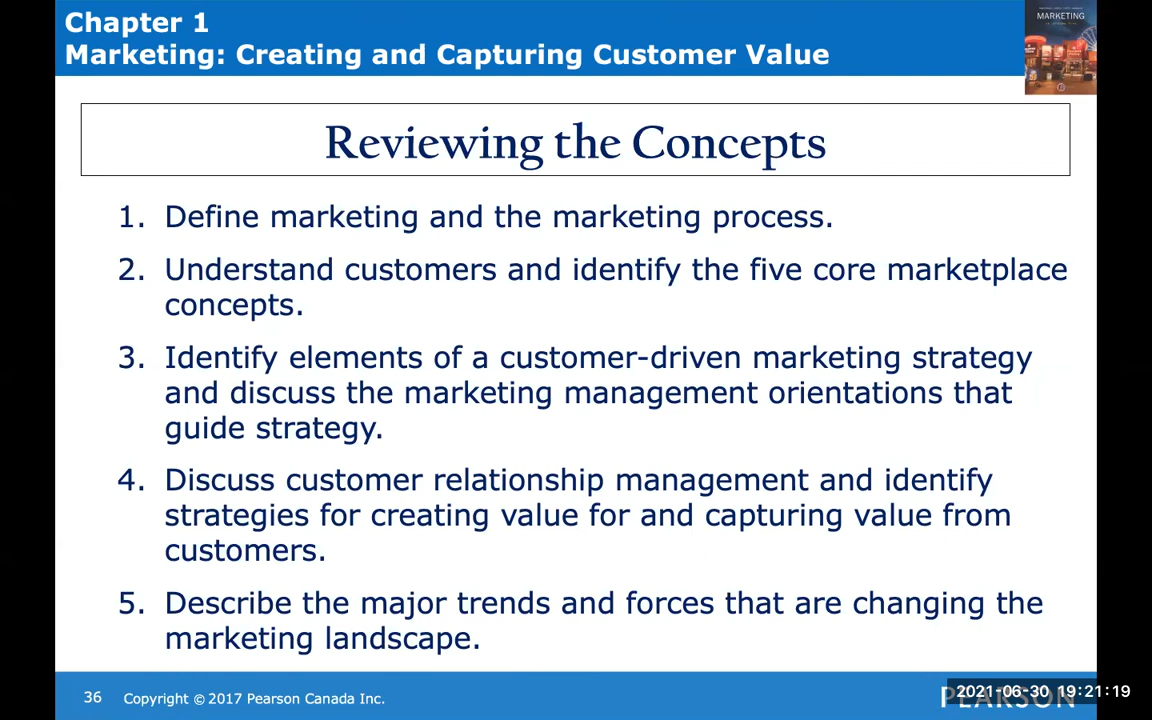 Chapter 1
Marketing: Creating and Capturing Customer Value
MARKETING
Reviewing the Concepts
1. Define marketing and the marketing process.
2. Understand customers and identify the five core marketplace
concepts.
3. Identify elements of a customer-driven marketing strategy
and discuss the marketing management orientations that
guide strategy.
4. Discuss customer relationship management and identify
strategies for creating value for and capturing value from
customers.
5. Describe the major trends and forces that are changing the
marketing landscape.
36 Copyright © 2017 Pearson Canada Inc.
PEARSON
2021-06-30 19:21:19